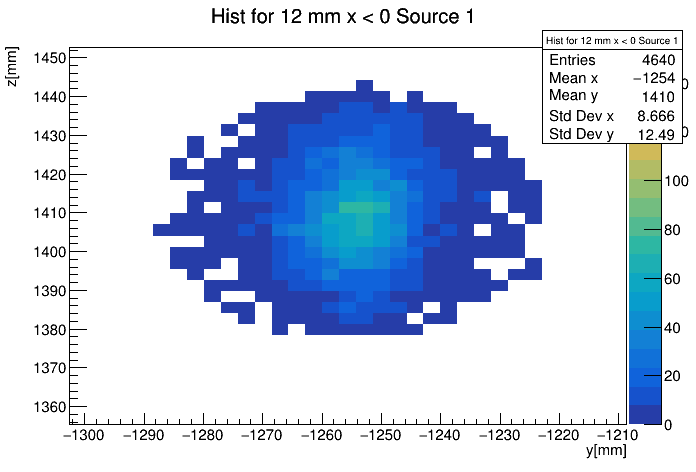 Hist for 12 mm x < 0 Source 1
z[mm]
1450
1440
1430
1420
1410
1400
1390
1380
1370
1360
−1300 −1290 −1280 −1270 −1260 −1250 −1240 −1230 −1220 −1210
y[mm]
Hist for 12 mm x < 0 Source 1
Entries 4640
Mean x −1254
Mean y 1410
Std Dev x 8.666
Std Dev y 12.49
100
80
60
40
20
0